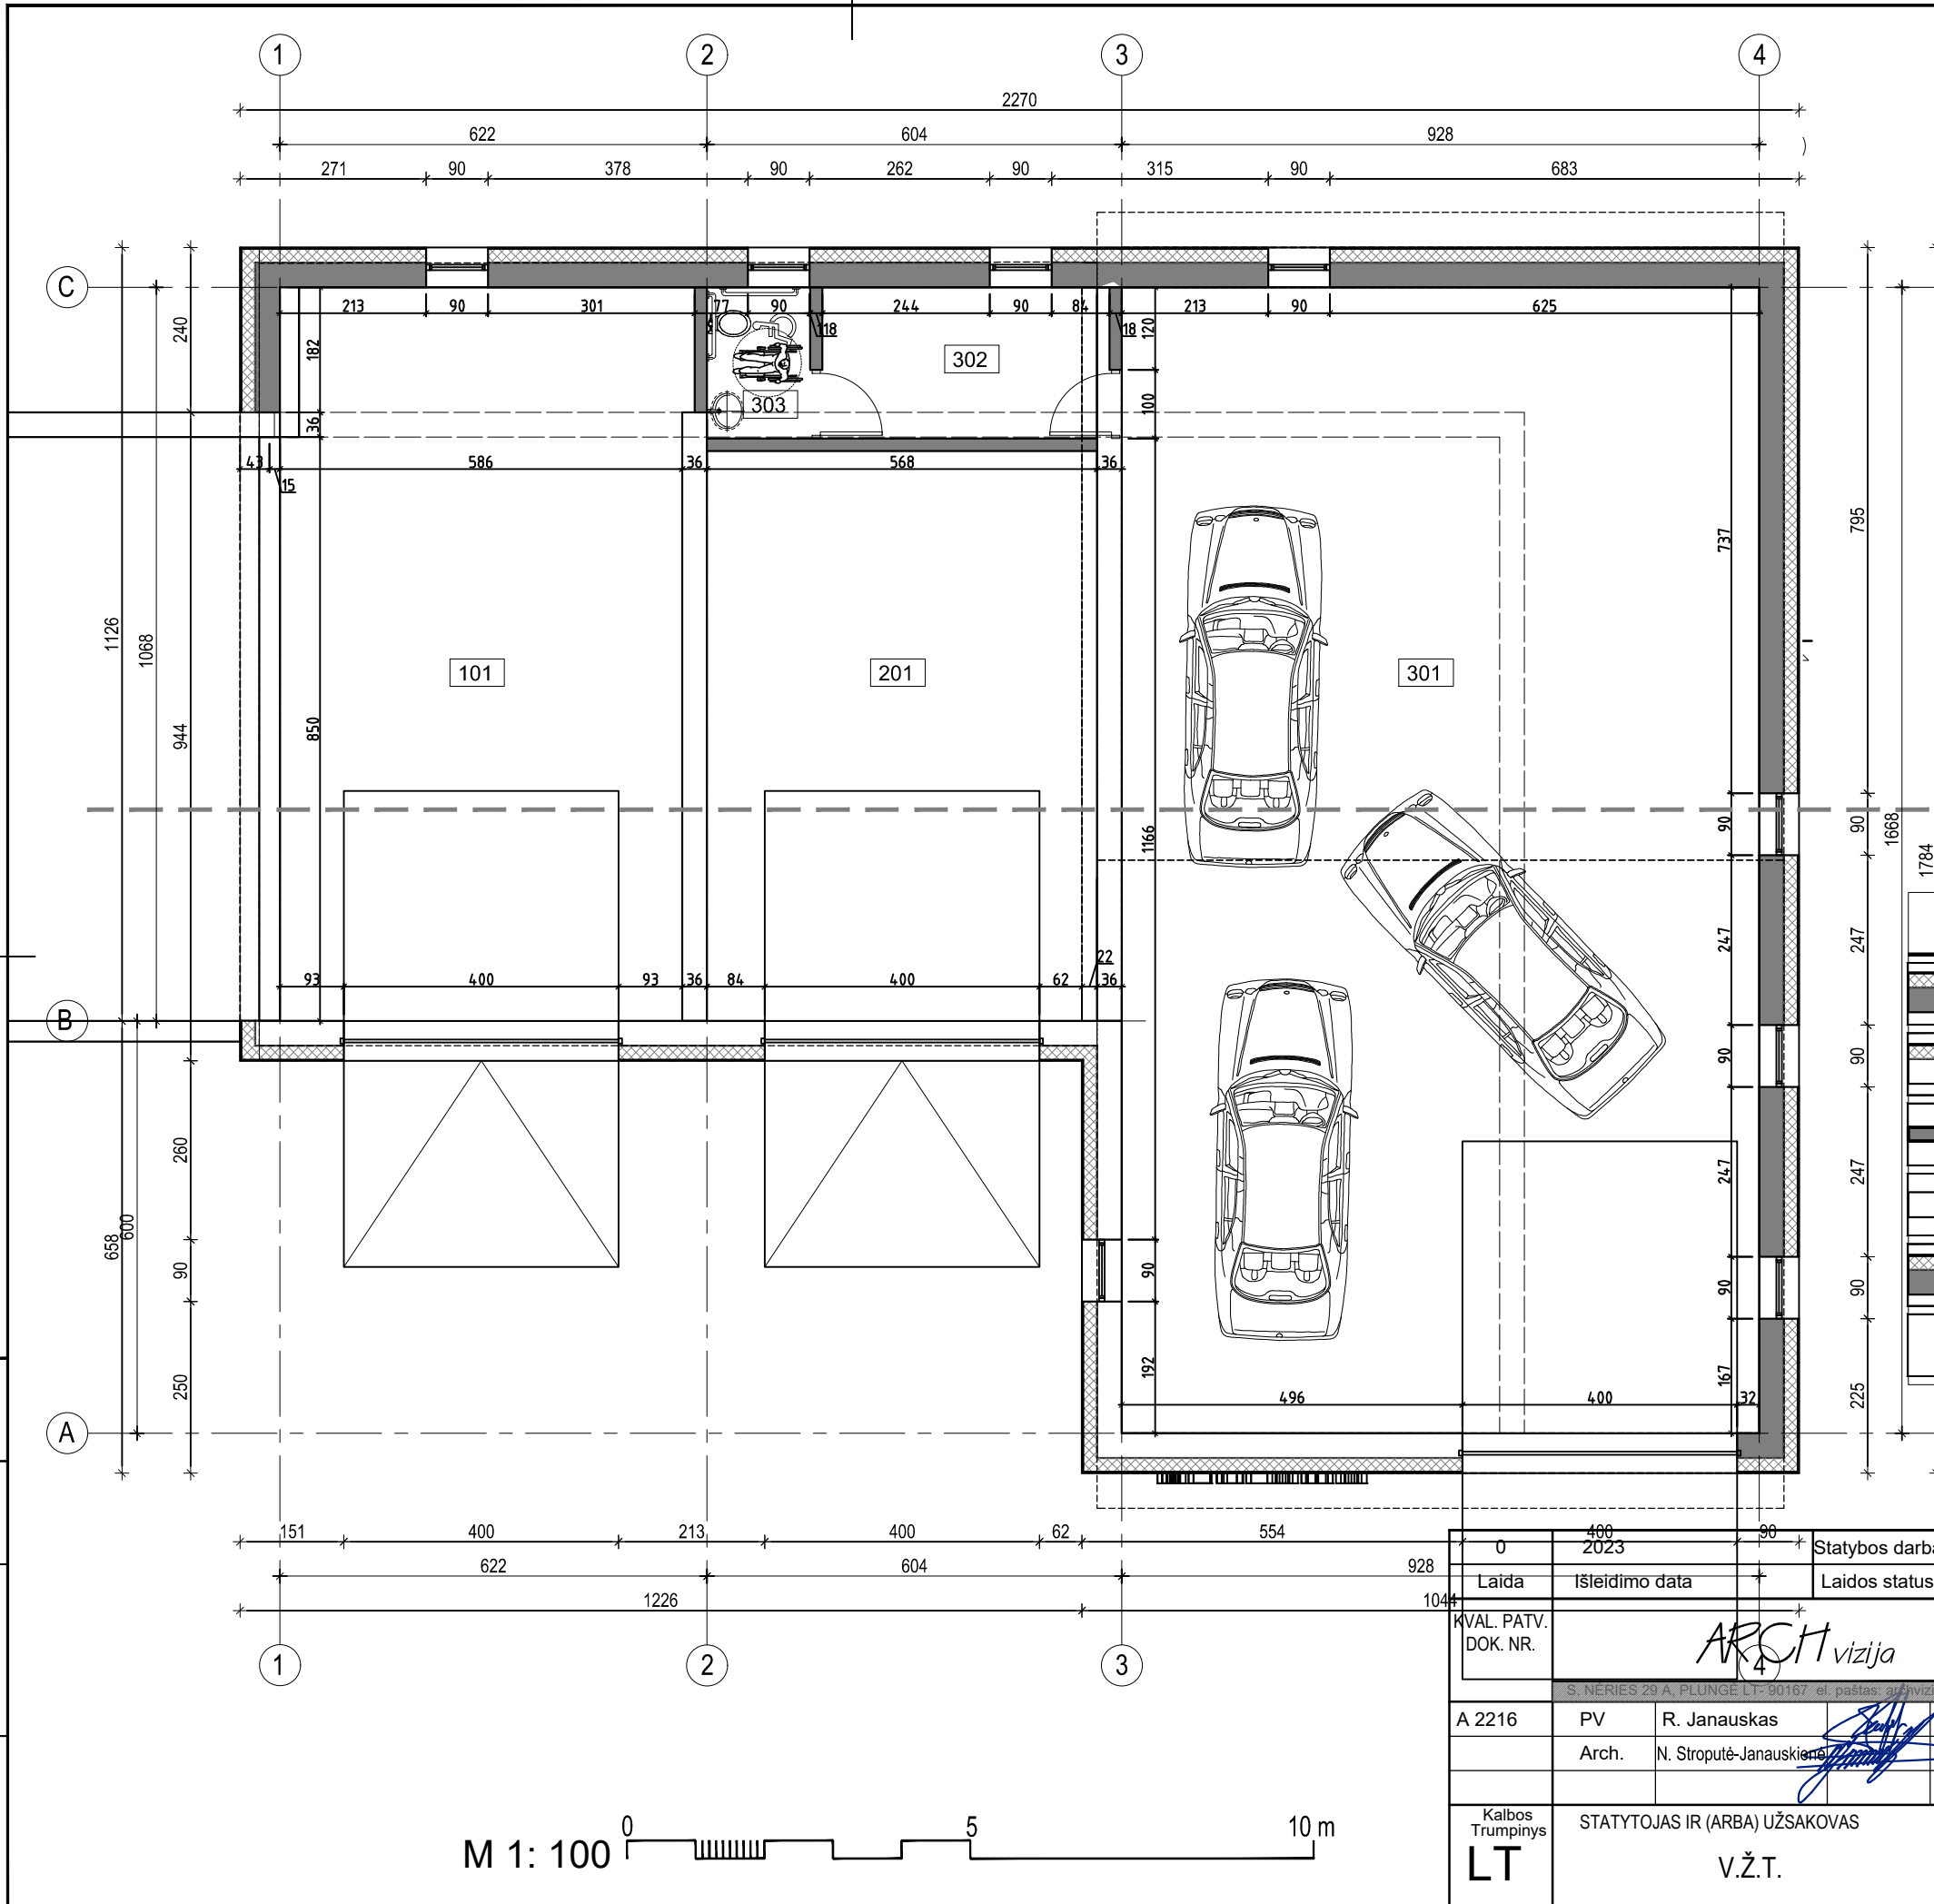 1 2 3 4
2270
622 604 928
271 90 378 90 262 90 315 90 683
C
213 90 301 77 90 18 244 90 84 18 213 90 625
240 182 36 120 100
302
303
43 15 586 36 568 36
795 737
1126 1068 944 850
101 201 301
1166 90 90 1668 1784
247 247
93 400 93 36 84 400 62 22 36
B
90 90
260 247 247
658 600 90 90 90 90
250 192 167 225
496 400 32
A
151 400 213 400 62 554 400 90
622 604 928
1226 1044
1 2 3 4
0 2023 Statybos darb
Laida Išleidimo data Laidos status
KVAL. PATV.
DOK. NR.
ARCH vizija
S. NĖRIES 29 A, PLUNGĖ LT- 90167 el. paštas: archvizi
A 2216 PV R. Janauskas
Arch. N. Stroputė-Janauskienė
Kalbos
Trumpinys
LT
STATYTOJAS IR (ARBA) UŽSAKOVAS
V.Ž.T.
M 1: 100 0 5 10 m